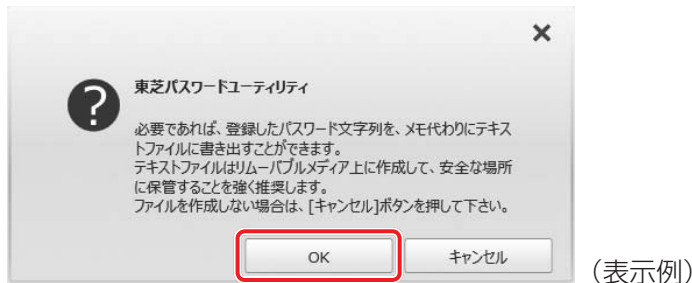 東芝パスワードユーティリティ
必要であれば、登録したパスワード文字列を、メモ代わりにテキス
トファイルに書き出すことができます。
テキストファイルはリムーバブルメディア上に作成して、安全な場所
に保管することを強く推奨します。
ファイルを作成しない場合は、[キャンセル]ボタンを押して下さい。
OK
キャンセル
（表示例）